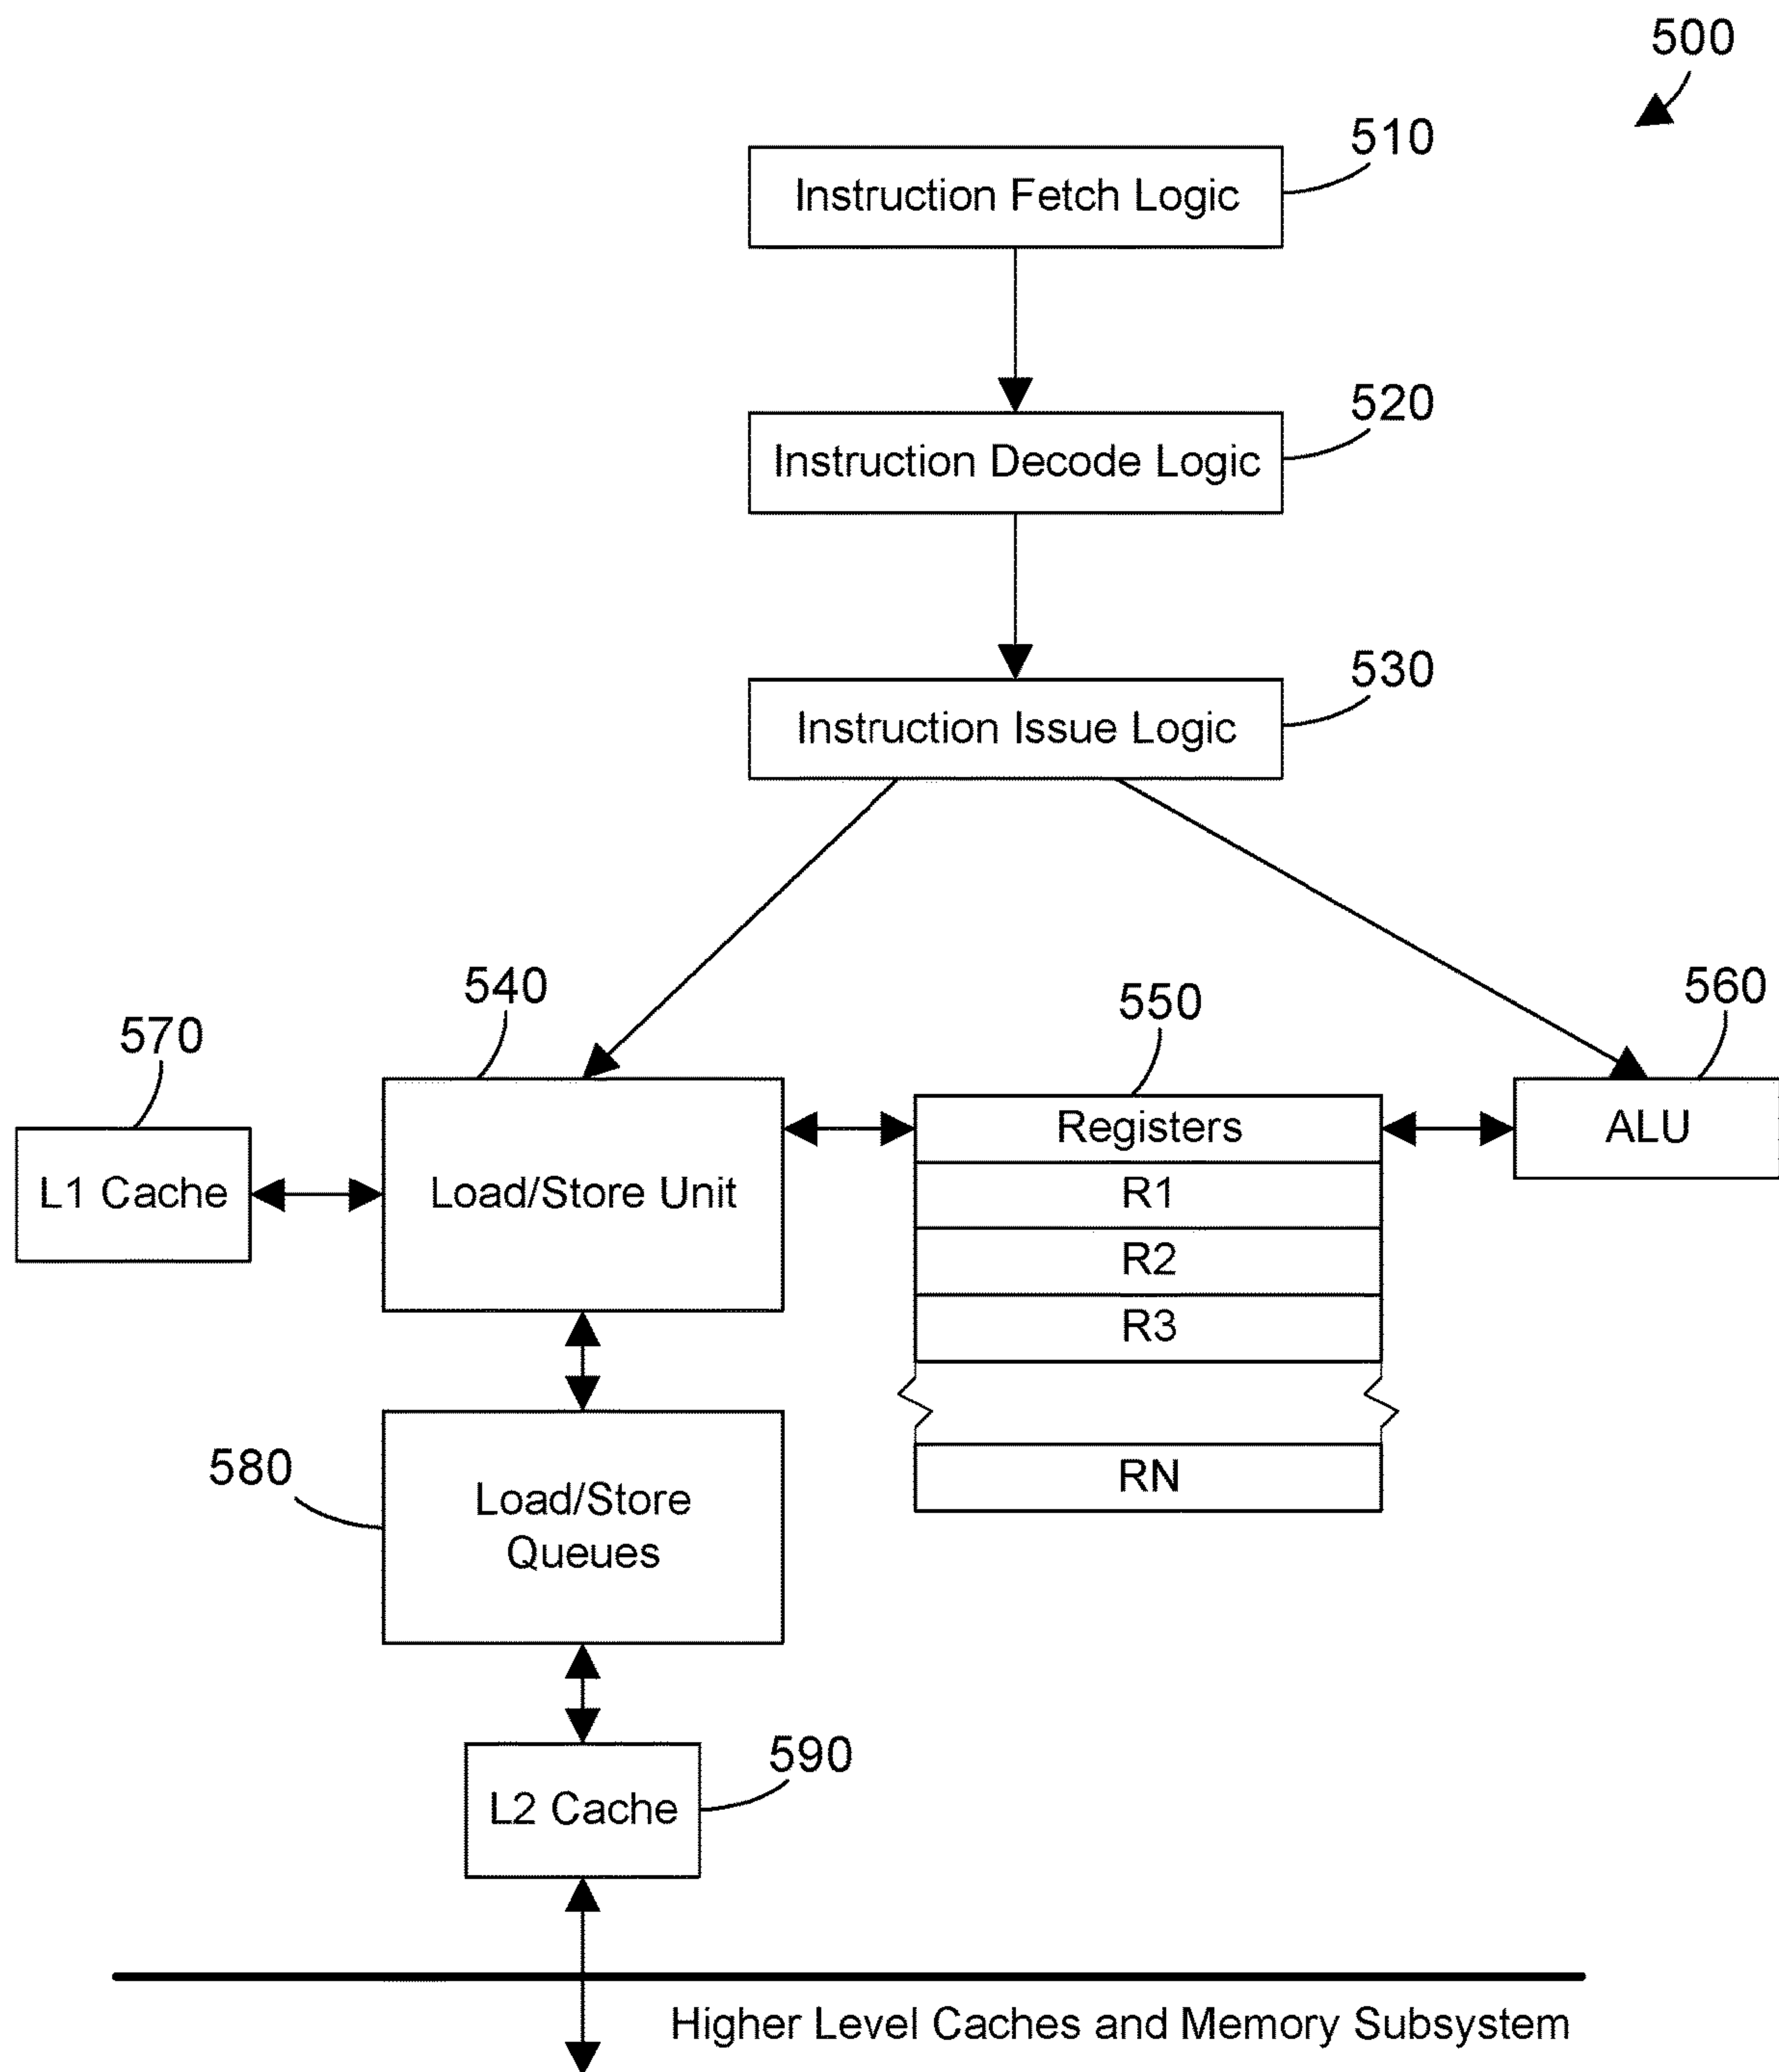 500
510
Instruction Fetch Logic
520
Instruction Decode Logic
530
Instruction Issue Logic
540
550
560
570
Registers
ALU
L1 Cache
Load/Store Unit
R1
R2
R3
580
Load/Store
Queues
RN
590
L2 Cache
Higher Level Caches and Memory Subsystem